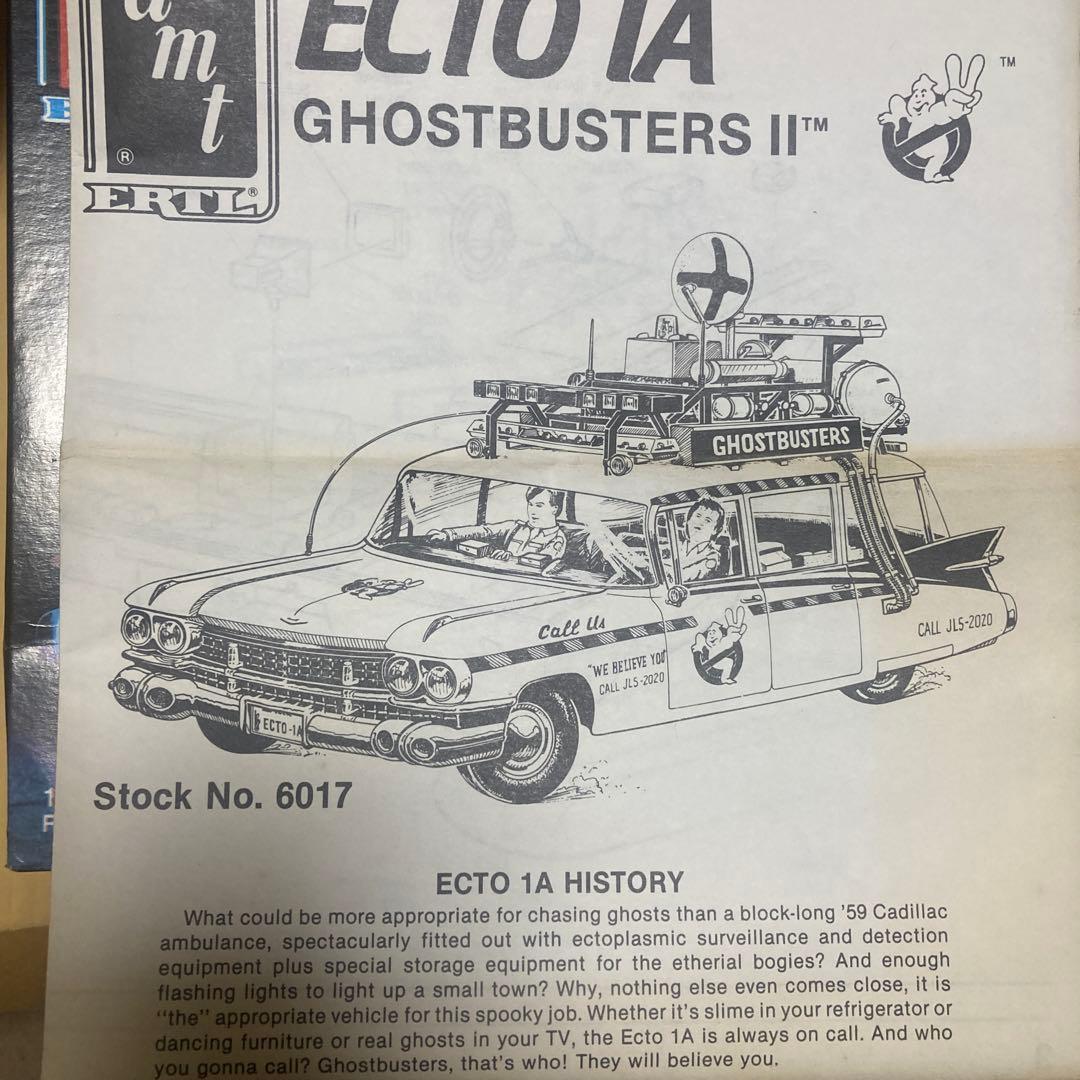 amt
®
ERTL®
ECTO 1A
GHOSTBUSTERS II™
TM
GHOSTBUSTERS
Call Us
"WE BELIEVE YOU"
CALL JL5-2020
CALL JL5-2020
ECTO-1A
Stock No. 6017
ECTO 1A HISTORY
What could be more appropriate for chasing ghosts than a block-long '59 Cadillac
ambulance, spectacularly fitted out with ectoplasmic surveillance and detection
equipment plus special storage equipment for the etherial bogies? And enough
flashing lights to light up a small town? Why, nothing else even comes close, it is
"the" appropriate vehicle for this spooky job. Whether it's slime in your refrigerator or
dancing furniture or real ghosts in your TV, the Ecto 1A is always on call. And who
you gonna call? Ghostbusters, that's who! They will believe you.